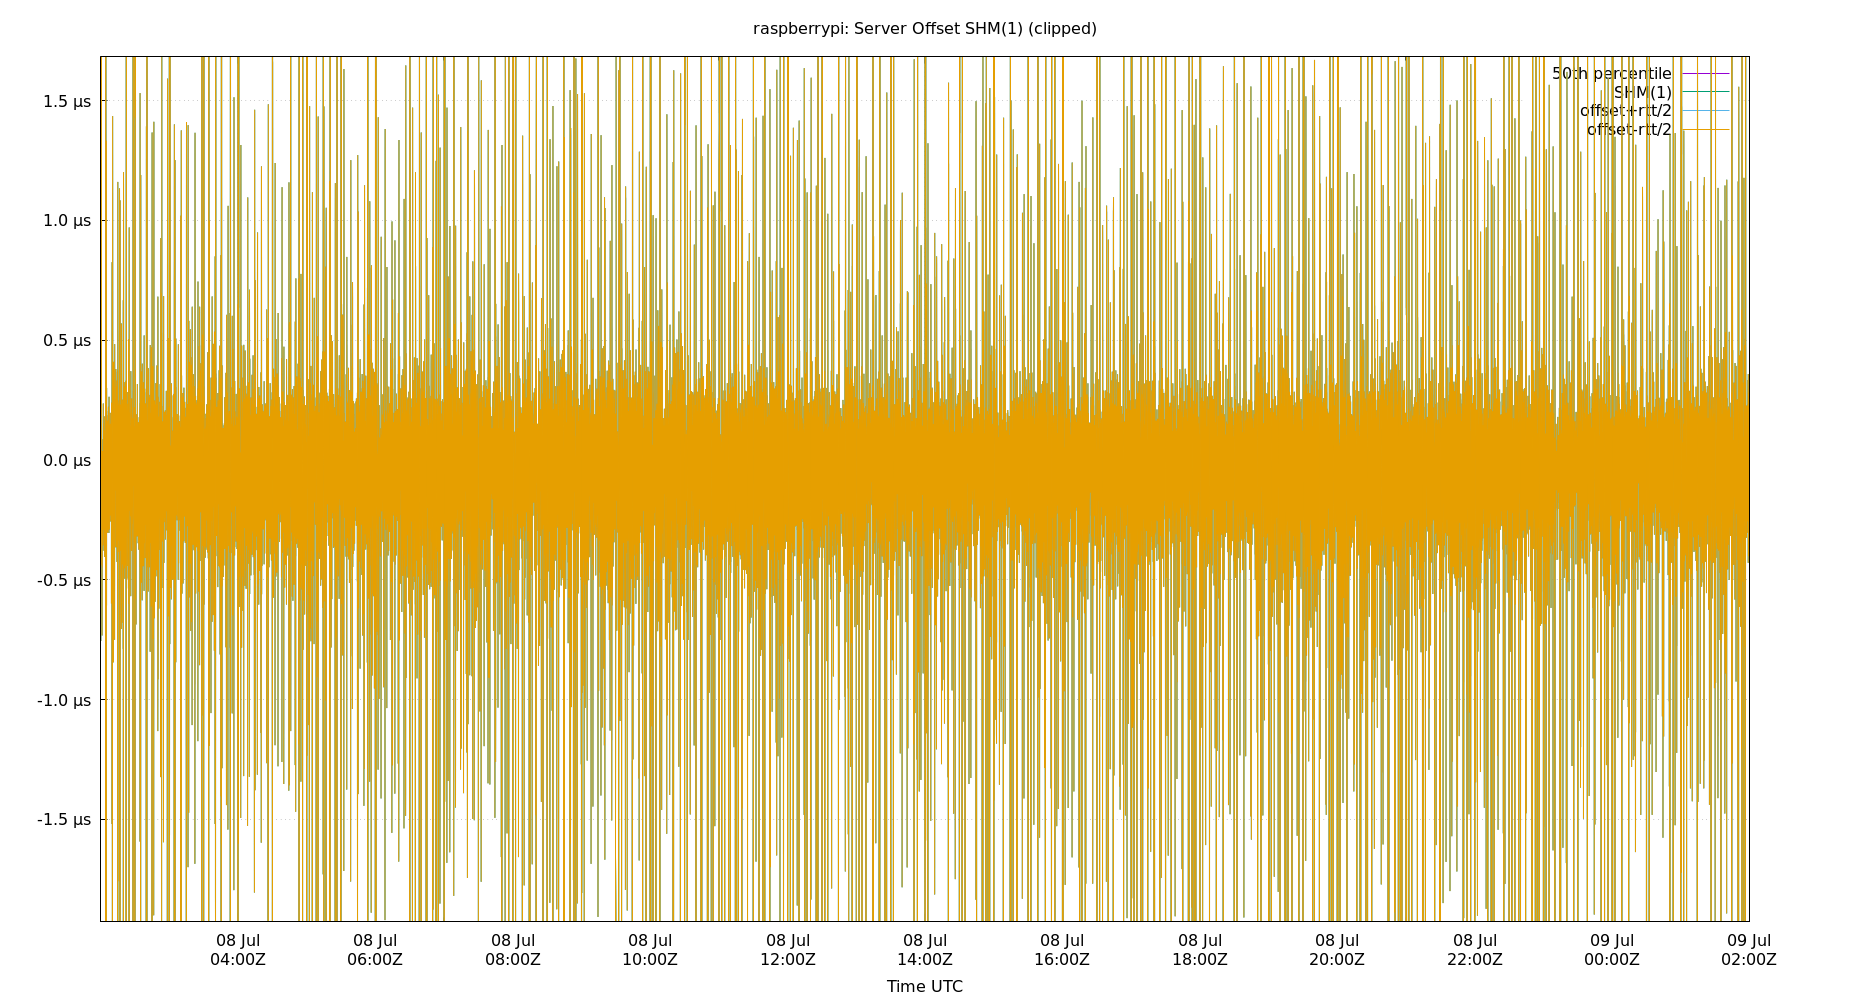 raspberrypi: Server Offset SHM(1) (clipped)
50th percentile
SHM(1)
offset+rtt/2
offset-rtt/2
1.5 µs
1.0 µs
0.5 µs
0.0 µs
-0.5 µs
-1.0 µs
-1.5 µs
08 Jul 08 Jul 08 Jul 08 Jul 08 Jul 08 Jul 08 Jul 08 Jul 08 Jul 08 Jul 09 Jul 09 Jul
04:00Z 06:00Z 08:00Z 10:00Z 12:00Z 14:00Z 16:00Z 18:00Z 20:00Z 22:00Z 00:00Z 02:00Z
Time UTC